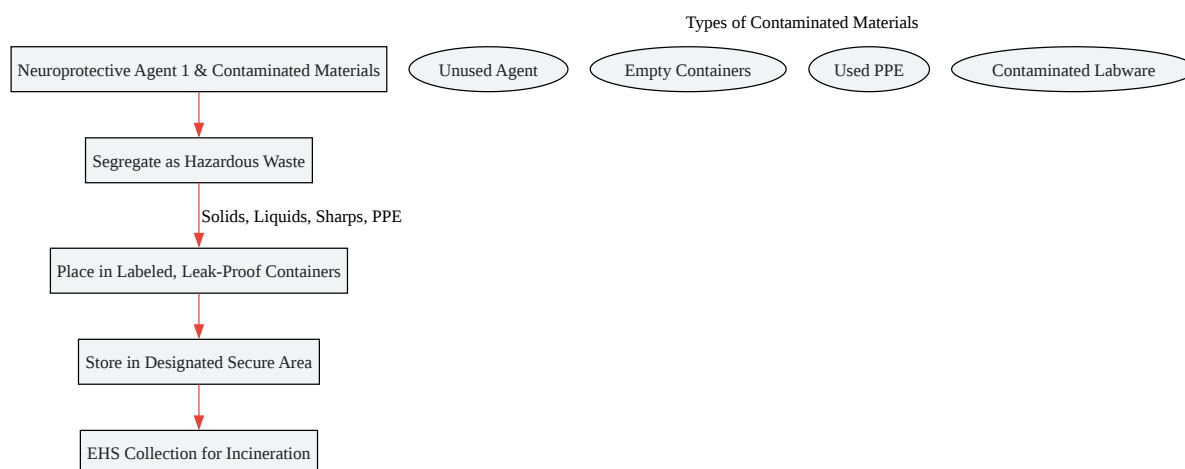 Types of Contaminated Materials
Neuroprotective Agent 1 & Contaminated Materials
Unused Agent
Empty Containers
Used PPE
Contaminated Labware
Segregate as Hazardous Waste
Solids, Liquids, Sharps, PPE
Place in Labeled, Leak-Proof Containers
Store in Designated Secure Area
EHS Collection for Incineration